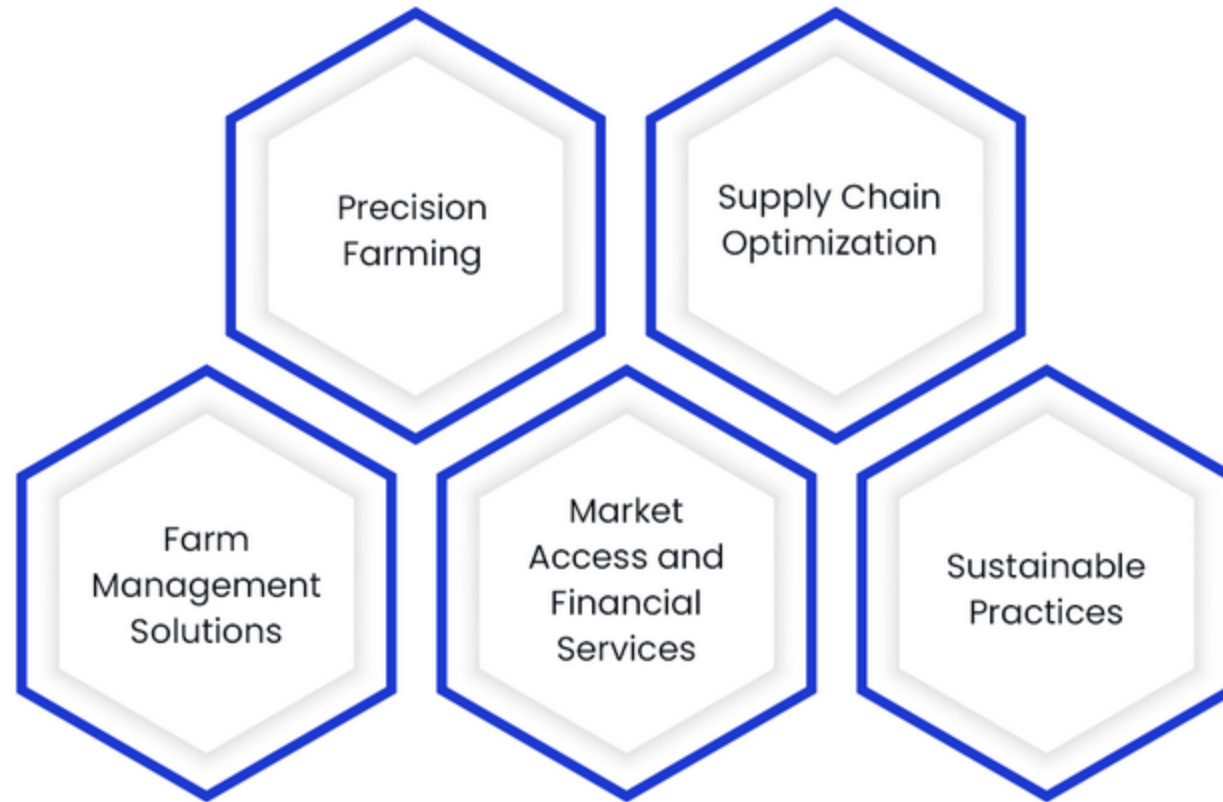 Precision
Farming
Supply Chain
Optimization
Farm
Management
Solutions
Market
Access and
Financial
Services
Sustainable
Practices